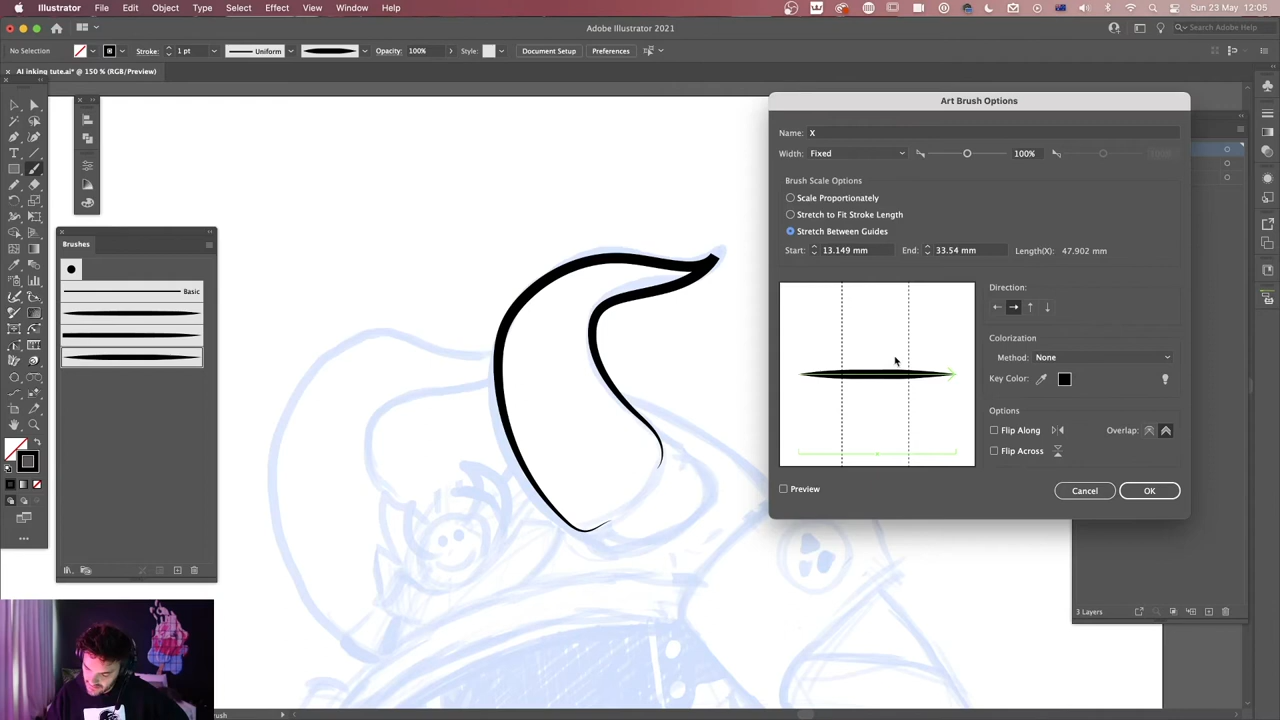 Illustrator File Edit Object Type Select Effect View Window Help Sun 23 May 12:05
Adobe Illustrator 2021
Search Adobe Help
No Selection Stroke: 1 pt Uniform Opacity: 100% Style: Document Setup Preferences
AI inking tute.ai* @ 150 % (RGB/Preview)
Art Brush Options
Name: X
Width: Fixed 100%
Brush Scale Options
Scale Proportionately
Stretch to Fit Stroke Length
Stretch Between Guides
Start: 13.149 mm End: 33.54 mm Length(X): 47.902 mm
Brushes
Basic
Direction:
Colorization
Method: None
Key Color:
Options
Flip Along Overlap:
Flip Across
Preview
Cancel OK
3 Layers